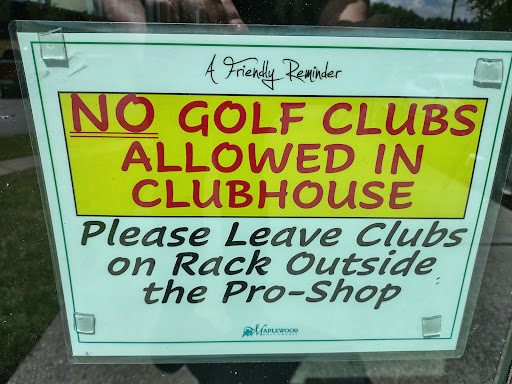 A Friendly Reminder
NO GOLF CLUBS
ALLOWED IN
CLUBHOUSE
Please Leave Clubs
on Rack Outside
the Pro-Shop
MAPLEWOOD